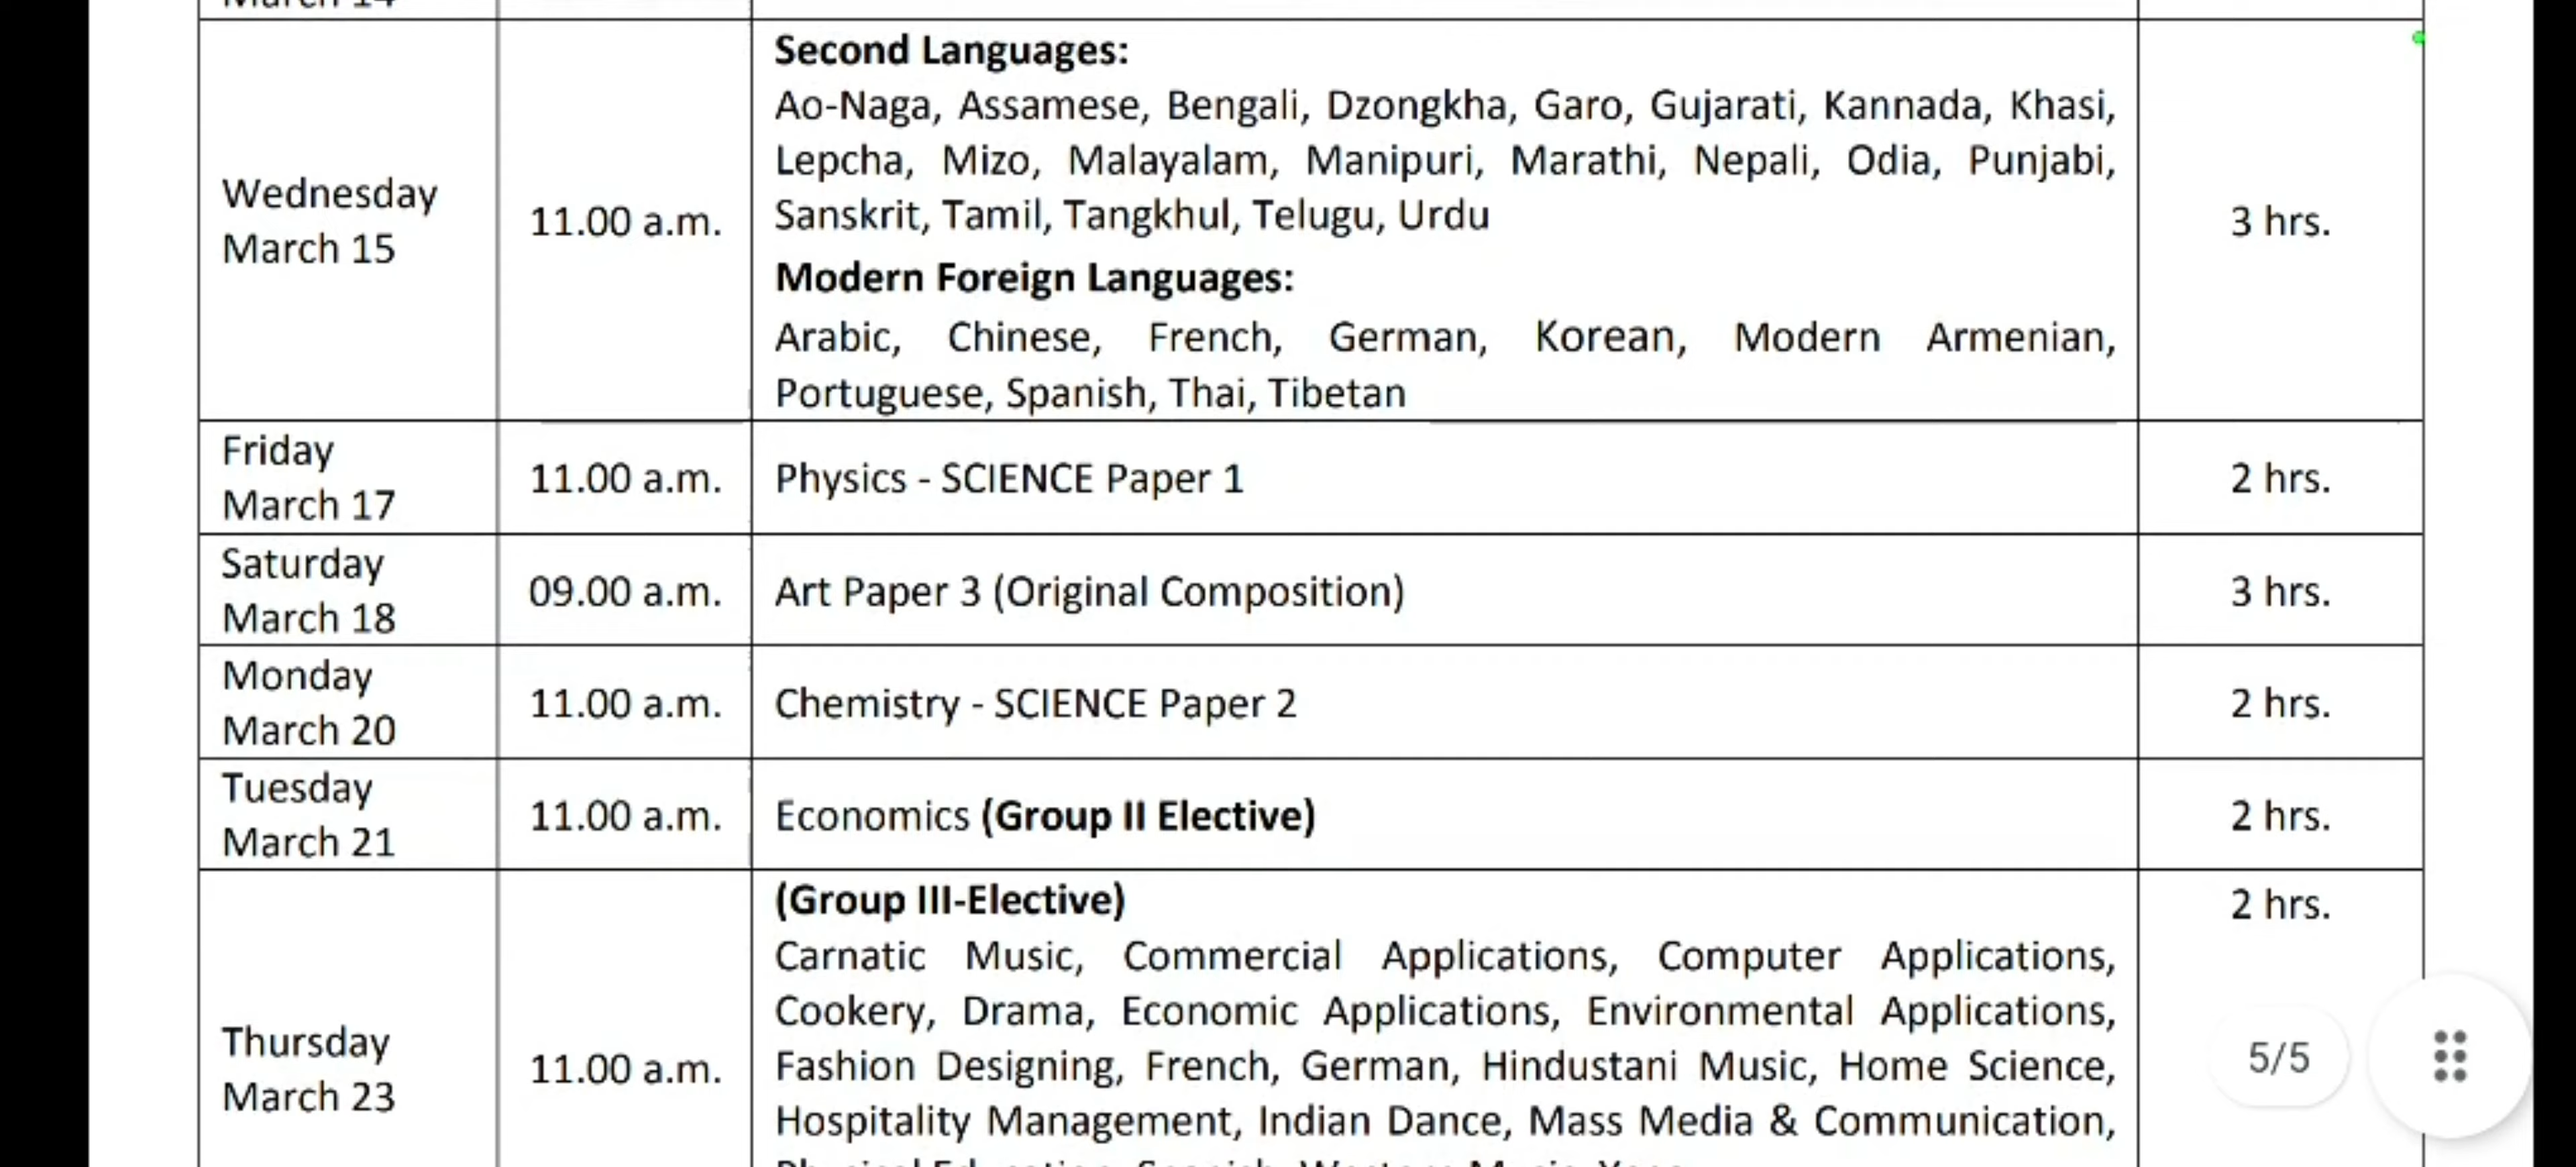 March 14
Second Languages:
Ao-Naga, Assamese, Bengali, Dzongkha, Garo, Gujarati, Kannada, Khasi,
Lepcha, Mizo, Malayalam, Manipuri, Marathi, Nepali, Odia, Punjabi,
Sanskrit, Tamil, Tangkhul, Telugu, Urdu
Wednesday
March 15
11.00 a.m.
3 hrs.
Modern Foreign Languages:
Arabic, Chinese, French, German, Korean, Modern Armenian,
Portuguese, Spanish, Thai, Tibetan
Friday
March 17
11.00 a.m.
Physics - SCIENCE Paper 1
2 hrs.
Saturday
March 18
09.00 a.m.
Art Paper 3 (Original Composition)
3 hrs.
Monday
March 20
11.00 a.m.
Chemistry - SCIENCE Paper 2
2 hrs.
Tuesday
March 21
11.00 a.m.
Economics (Group II Elective)
2 hrs.
Thursday
March 23
11.00 a.m.
(Group III-Elective)
Carnatic Music, Commercial Applications, Computer Applications,
Cookery, Drama, Economic Applications, Environmental Applications,
Fashion Designing, French, German, Hindustani Music, Home Science,
Hospitality Management, Indian Dance, Mass Media & Communication,
2 hrs.
5/5